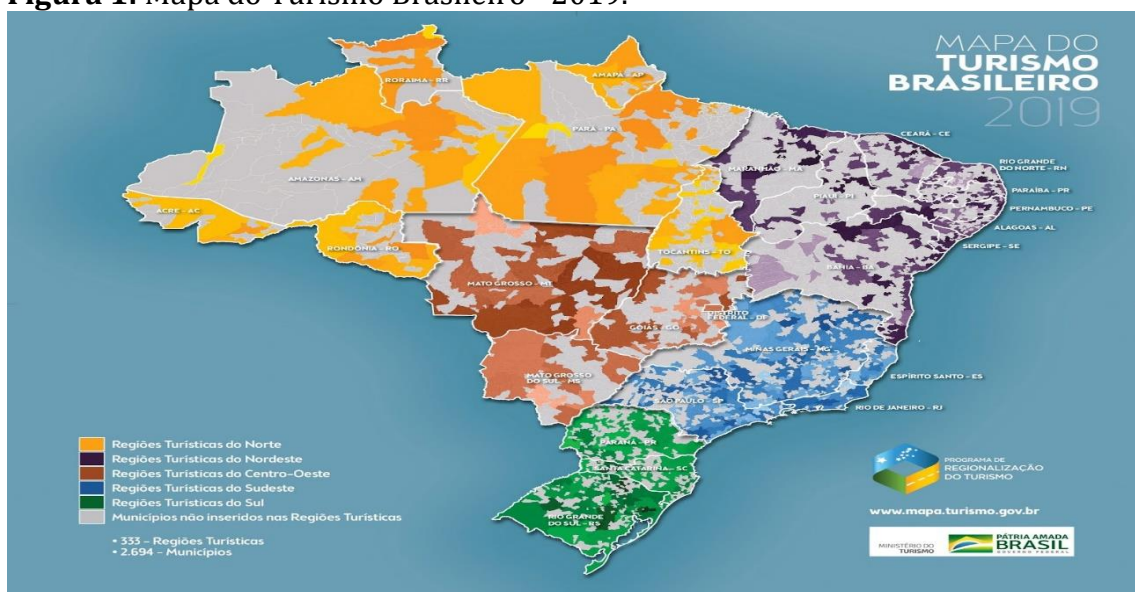 Figura 1: Mapa do Turismo Brasileiro - 2019.
MAPA DO
TURISMO
BRASILEIRO
2019
RORAIMA - RR
AMAPÁ - AP
PARÁ - PA
AMAZONAS - AM
ACRE - AC
RONDÔNIA - RO
TOCANTINS - TO
MARANHÃO - MA
PIAUÍ - PI
CEARÁ - CE
RIO GRANDE
DO NORTE - RN
PARAÍBA - PR
PERNAMBUCO - PE
ALAGOAS - AL
SERGIPE - SE
BAHIA - BA
MATO GROSSO - MT
GOIÁS - GO
DISTRITO
FEDERAL - DF
MINAS GERAIS - MG
MATO GROSSO
DO SUL - MS
SÃO PAULO - SP
ESPÍRITO SANTO - ES
RIO DE JANEIRO - RJ
PARANÁ - PR
SANTA CATARINA - SC
RIO GRANDE
DO SUL - RS
Regiões Turísticas do Norte
Regiões Turísticas do Nordeste
Regiões Turísticas do Centro-Oeste
Regiões Turísticas do Sudeste
Regiões Turísticas do Sul
Municípios não inseridos nas Regiões Turísticas
• 333 - Regiões Turísticas
• 2.694 - Municípios
PROGRAMA DE
REGIONALIZAÇÃO
DO TURISMO
www.mapa.turismo.gov.br
MINISTÉRIO DO
TURISMO
PÁTRIA AMADA
BRASIL
GOVERNO FEDERAL